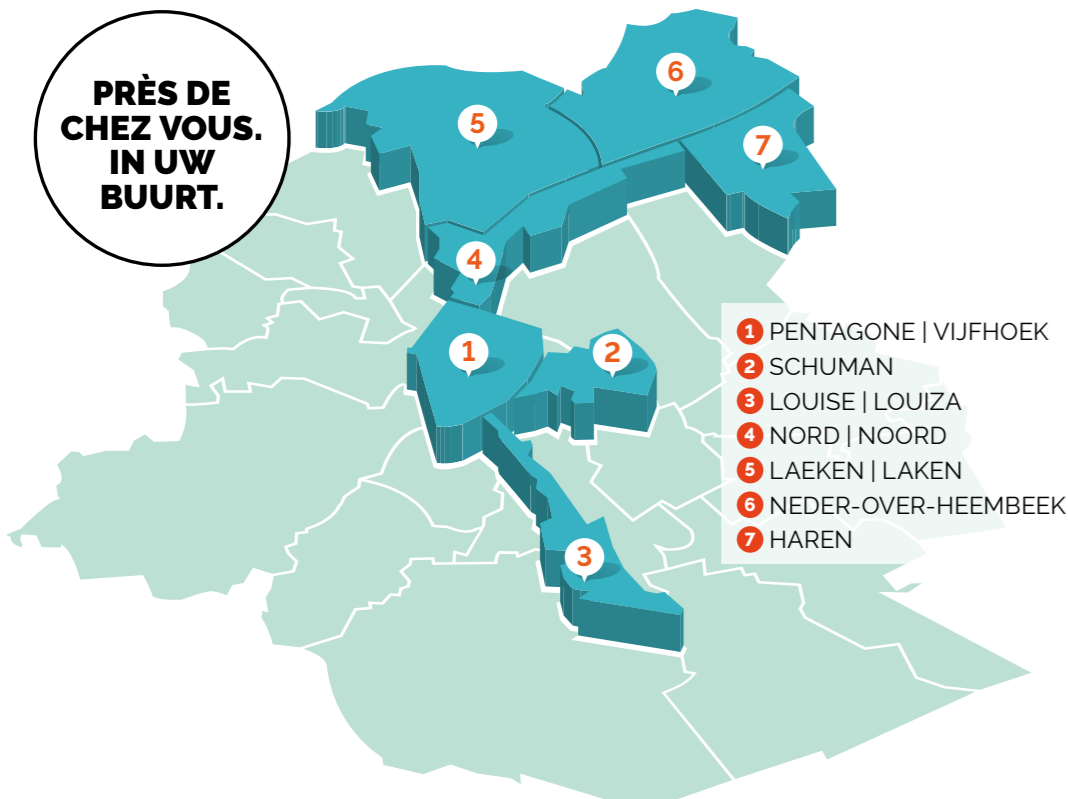 PRÈS DE
CHEZ VOUS.
IN UW
BUURT.
6
5
7
4
1
2
3
1 PENTAGONE | VIJFHOEK
2 SCHUMAN
3 LOUISE | LOUIZA
4 NORD | NOORD
5 LAEKEN | LAKEN
6 NEDER-OVER-HEEMBEEK
7 HAREN